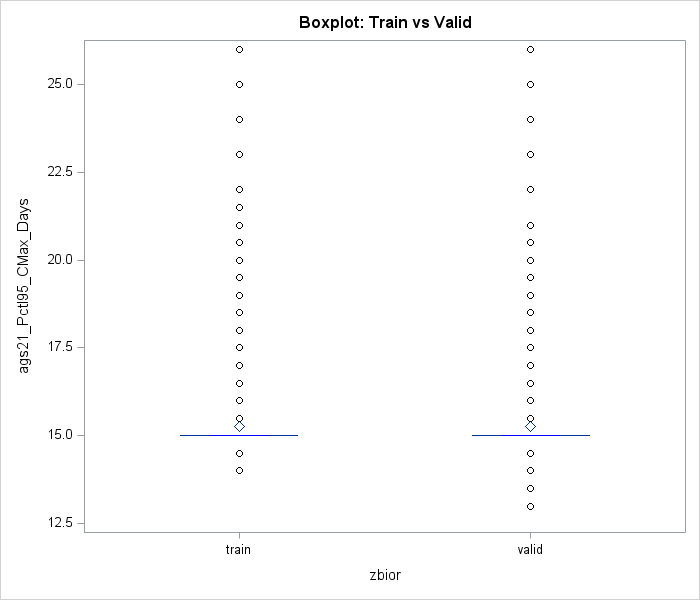 Boxplot: Train vs Valid
ags21_Pctl95_CMax_Days
25.0
22.5
20.0
17.5
15.0
12.5
train
valid
zbior